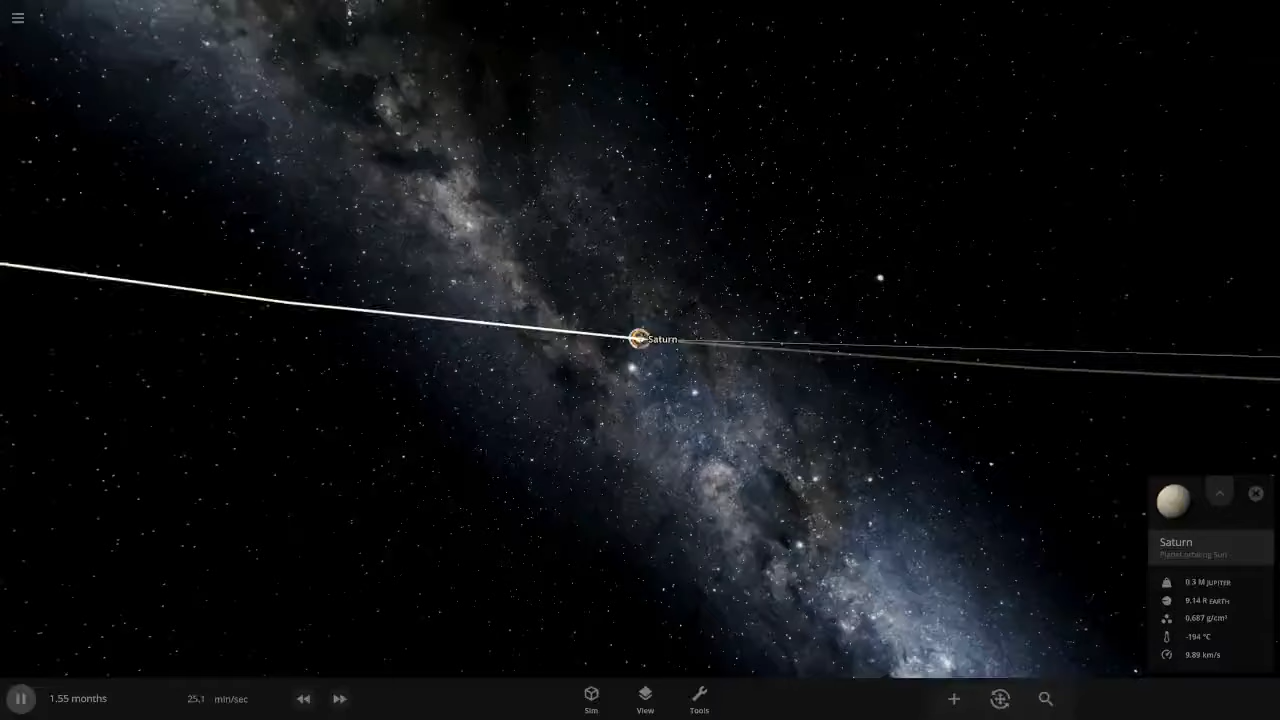 Saturn
Saturn
Planet orbiting Sun
0.3 M JUPITER
9.14 R EARTH
0.687 g/cm³
-194 °C
9.89 km/s
1.55 months
25.1 min/sec
Sim
View
Tools